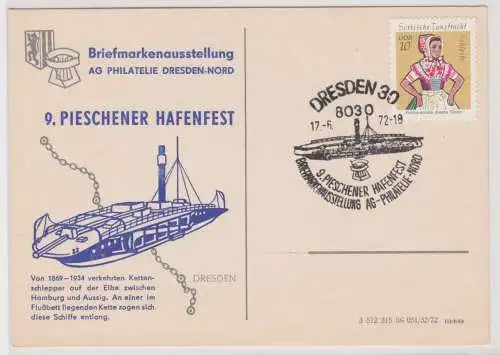 Briefmarkenausstellung
AG PHILATELIE DRESDEN-NORD
9. PIESCHENER HAFENFEST
Sorbische Tanztracht
DDR
10
DRESDEN 30
8030
17.-6. 72-18
9. PIESCHENER HAFENFEST
BRIEFMARKENAUSSTELLUNG AG-PHILATELIE-NORD
DRESDEN
Von 1869–1934 verkehrten Ketten-
schlepper auf der Elbe zwischen
Hamburg und Aussig. An einer im
Flußbett liegenden Kette zogen sich
diese Schiffe entlang.